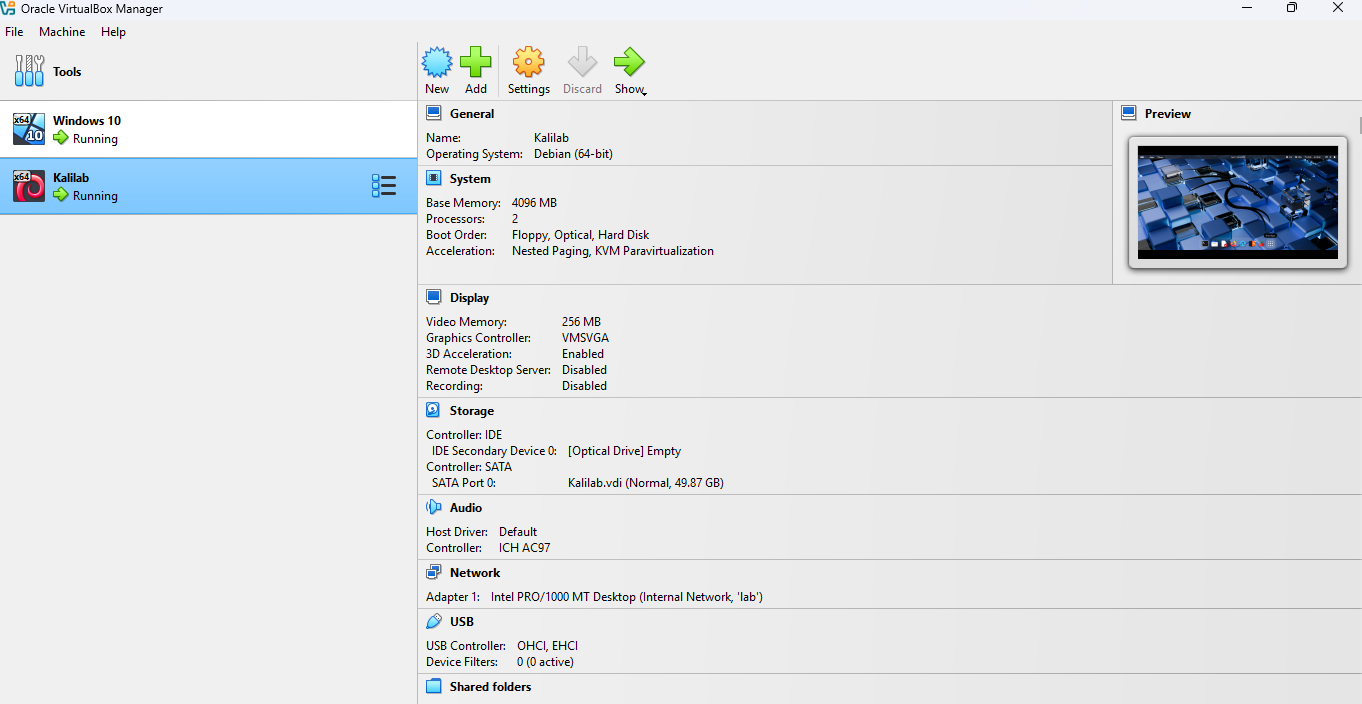 Oracle VirtualBox Manager
File Machine Help
Tools
New Add Settings Discard Show
x64 10 Windows 10
Running
x64 Kalilab
Running
General
Name: Kalilab
Operating System: Debian (64-bit)
Preview
System
Base Memory: 4096 MB
Processors: 2
Boot Order: Floppy, Optical, Hard Disk
Acceleration: Nested Paging, KVM Paravirtualization
Display
Video Memory: 256 MB
Graphics Controller: VMSVGA
3D Acceleration: Enabled
Remote Desktop Server: Disabled
Recording: Disabled
Storage
Controller: IDE
IDE Secondary Device 0: [Optical Drive] Empty
Controller: SATA
SATA Port 0: Kalilab.vdi (Normal, 49.87 GB)
Audio
Host Driver: Default
Controller: ICH AC97
Network
Adapter 1: Intel PRO/1000 MT Desktop (Internal Network, 'lab')
USB
USB Controller: OHCI, EHCI
Device Filters: 0 (0 active)
Shared folders